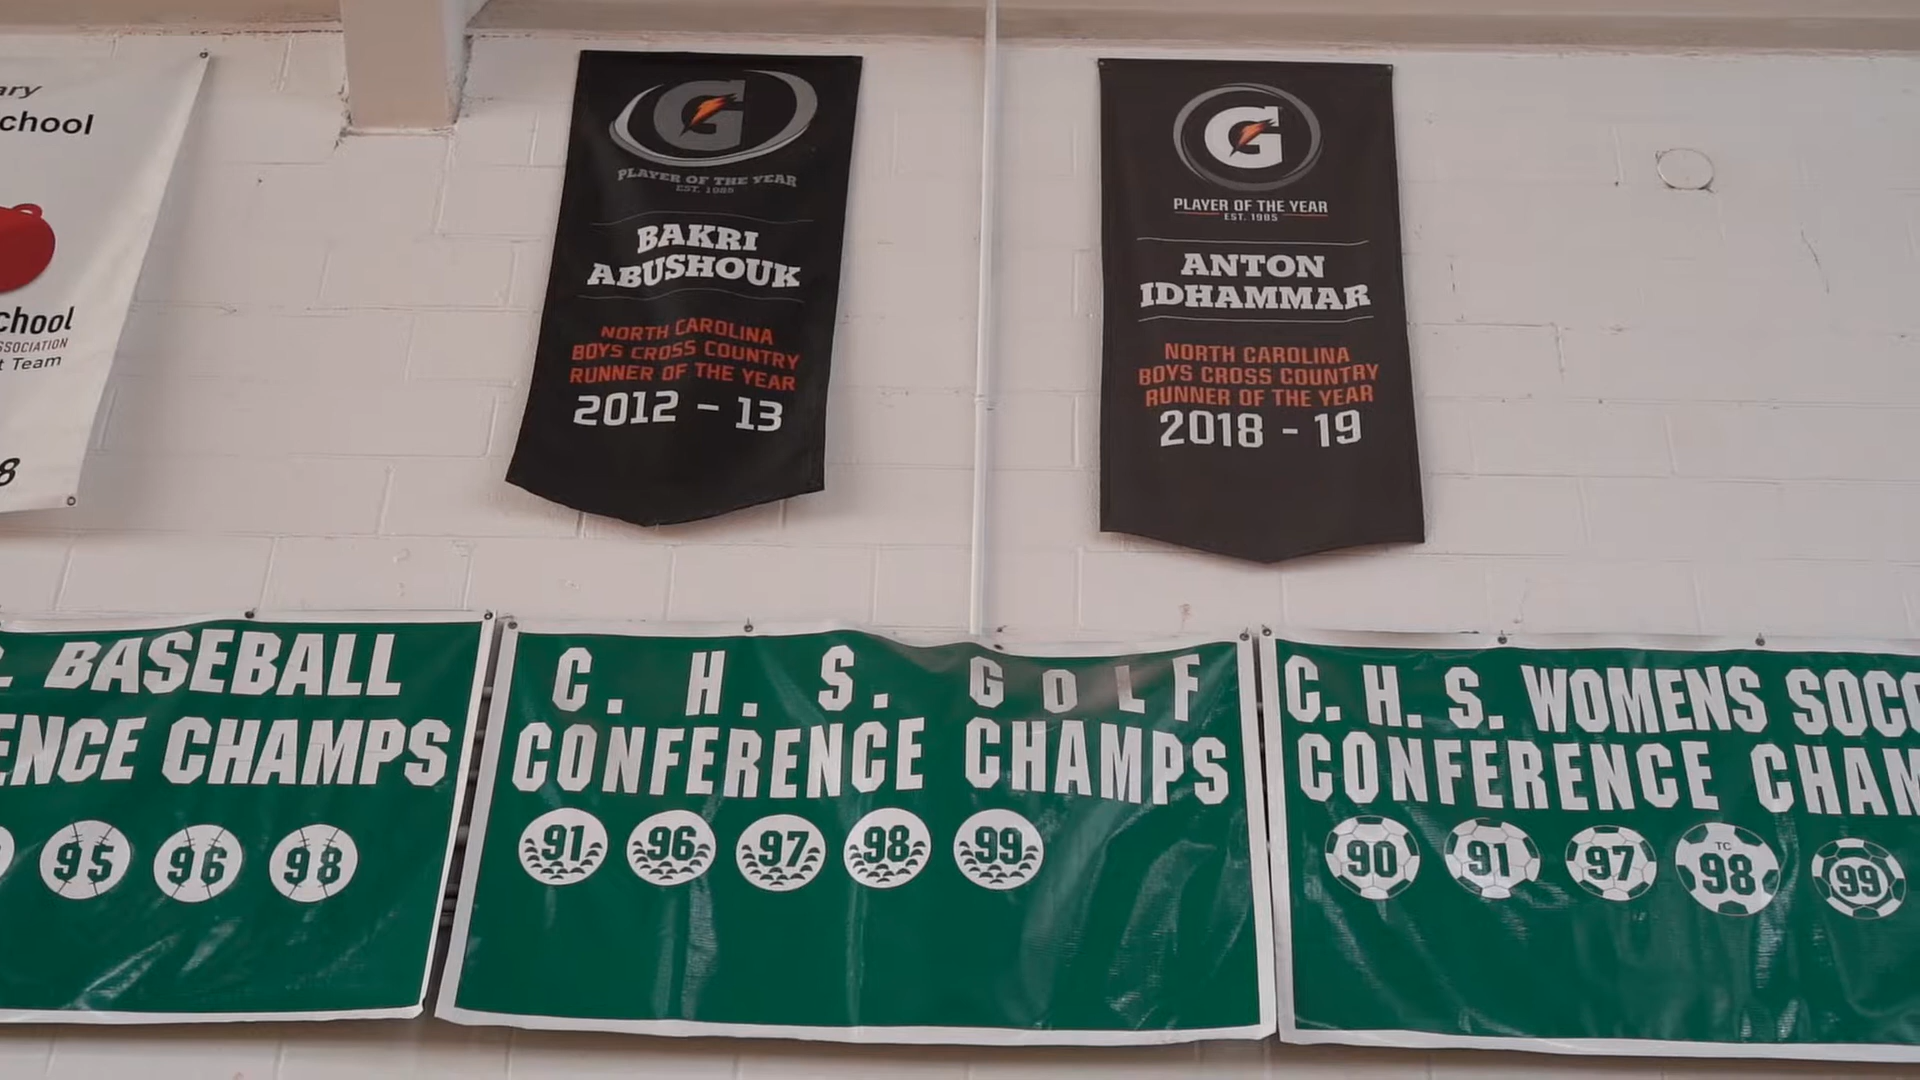 chool
chool
SSOCIATION
t Team
8
G
PLAYER OF THE YEAR
EST. 1985
BAKRI
ABUSHOUK
NORTH CAROLINA
BOYS CROSS COUNTRY
RUNNER OF THE YEAR
2012 - 13
G
PLAYER OF THE YEAR
EST. 1985
ANTON
IDHAMMAR
NORTH CAROLINA
BOYS CROSS COUNTRY
RUNNER OF THE YEAR
2018 - 19
. BASEBALL
ENCE CHAMPS
95 96 98
C. H. S. GOLF
CONFERENCE CHAMPS
91 96 97 98 99
C. H. S. WOMENS SOCC
CONFERENCE CHAM
90 91 97 TC 98 99